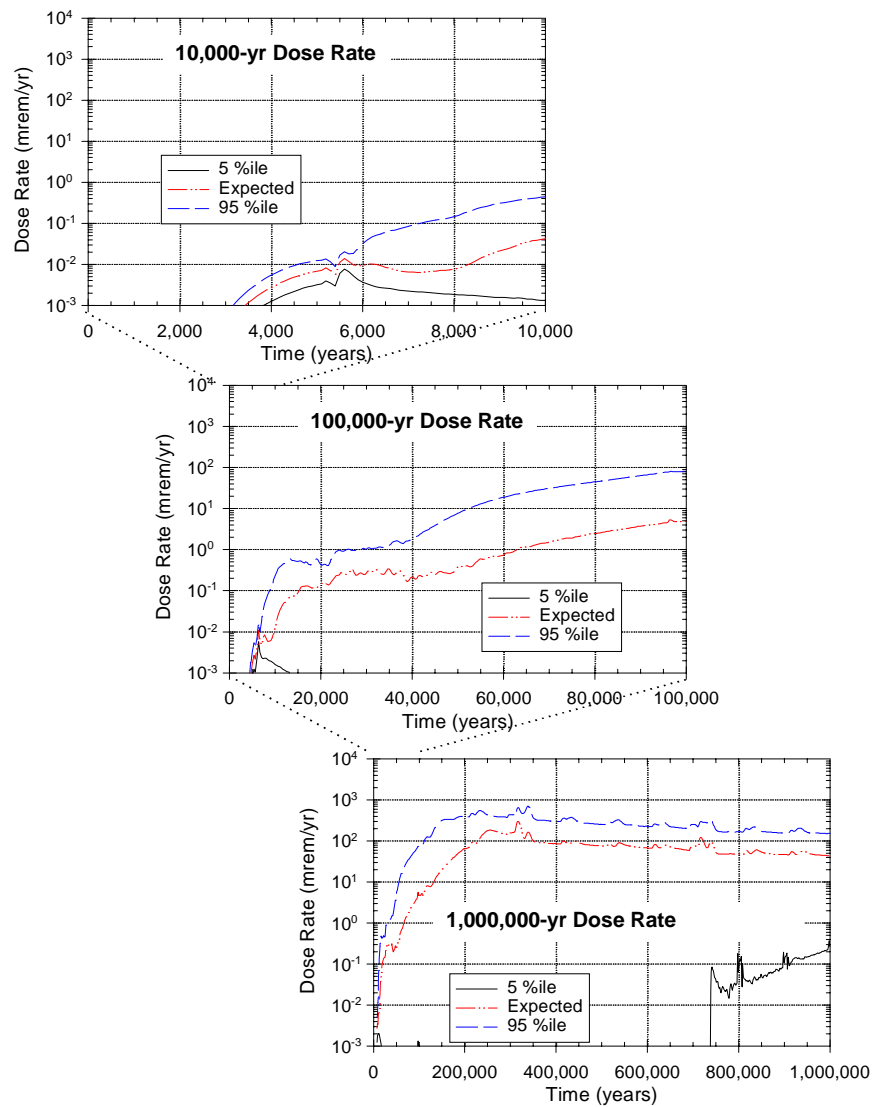 10,000-yr Dose Rate
Dose Rate (mrem/yr)
10^4
10^3
10^2
10^1
10^0
10^-1
10^-2
10^-3
5 %ile
Expected
95 %ile
0 2,000 4,000 6,000 8,000 10,000
Time (years)
100,000-yr Dose Rate
Dose Rate (mrem/yr)
10^4
10^3
10^2
10^1
10^0
10^-1
10^-2
10^-3
5 %ile
Expected
95 %ile
0 20,000 40,000 60,000 80,000 100,000
Time (years)
Dose Rate (mrem/yr)
10^4
10^3
10^2
10^1
10^0
10^-1
10^-2
10^-3
1,000,000-yr Dose Rate
5 %ile
Expected
95 %ile
0 200,000 400,000 600,000 800,000 1,000,000
Time (years)